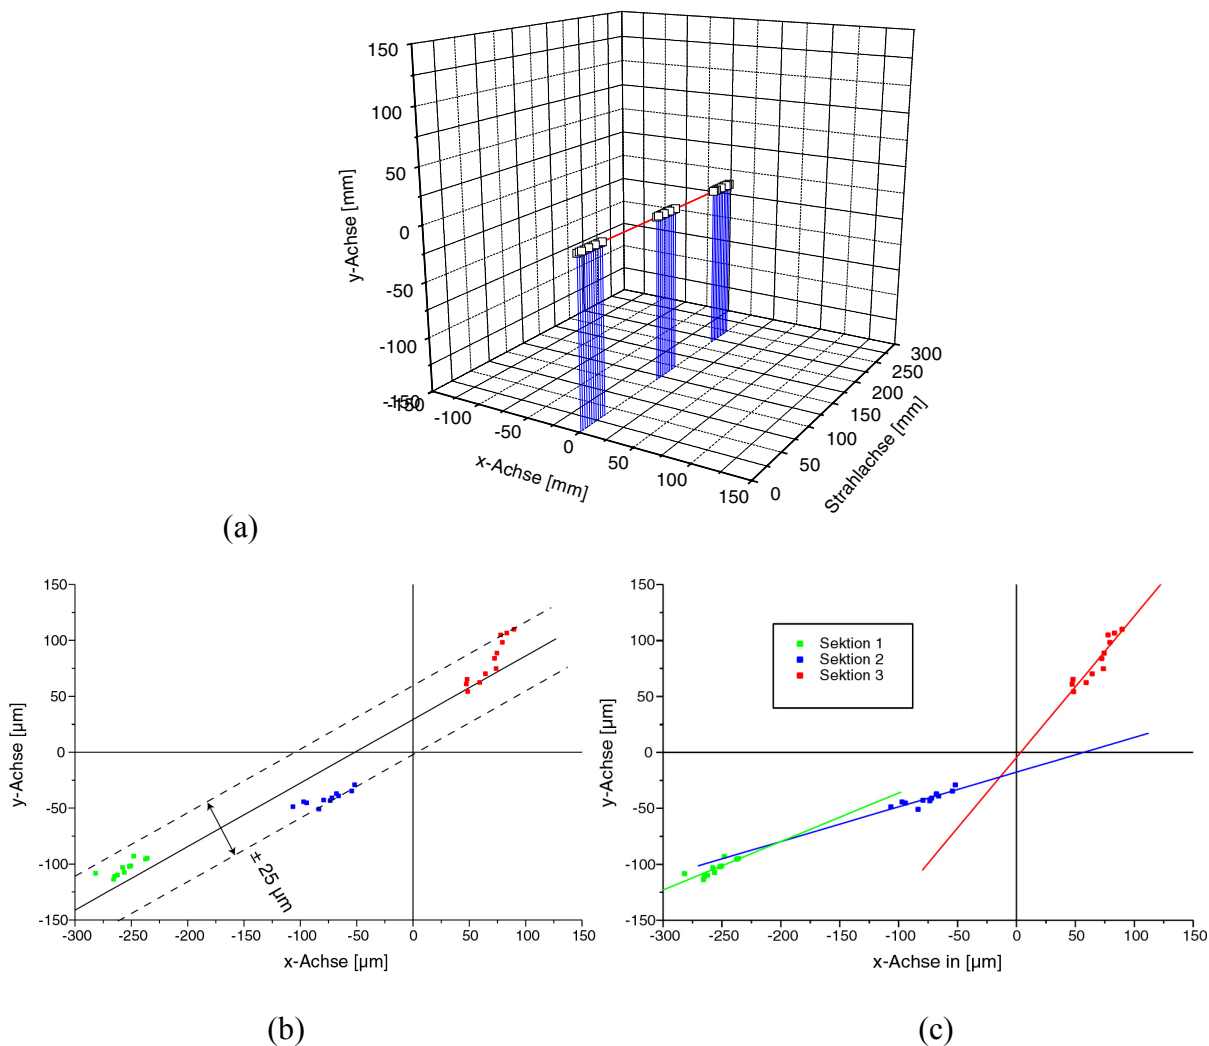 150
100
50
0
-50
-100
-150
y-Achse [mm]
-150
-100
-50
0
50
100
150
x-Achse [mm]
0
50
100
150
200
250
300
Strahlachse [mm]
(a)
150
100
50
0
-50
-100
-150
y-Achse [µm]
± 25 µm
-300 -250 -200 -150 -100 -50 0 50 100 150
x-Achse [µm]
(b)
150
100
50
0
-50
-100
-150
y-Achse [µm]
Sektion 1
Sektion 2
Sektion 3
-300 -250 -200 -150 -100 -50 0 50 100 150
x-Achse in [µm]
(c)